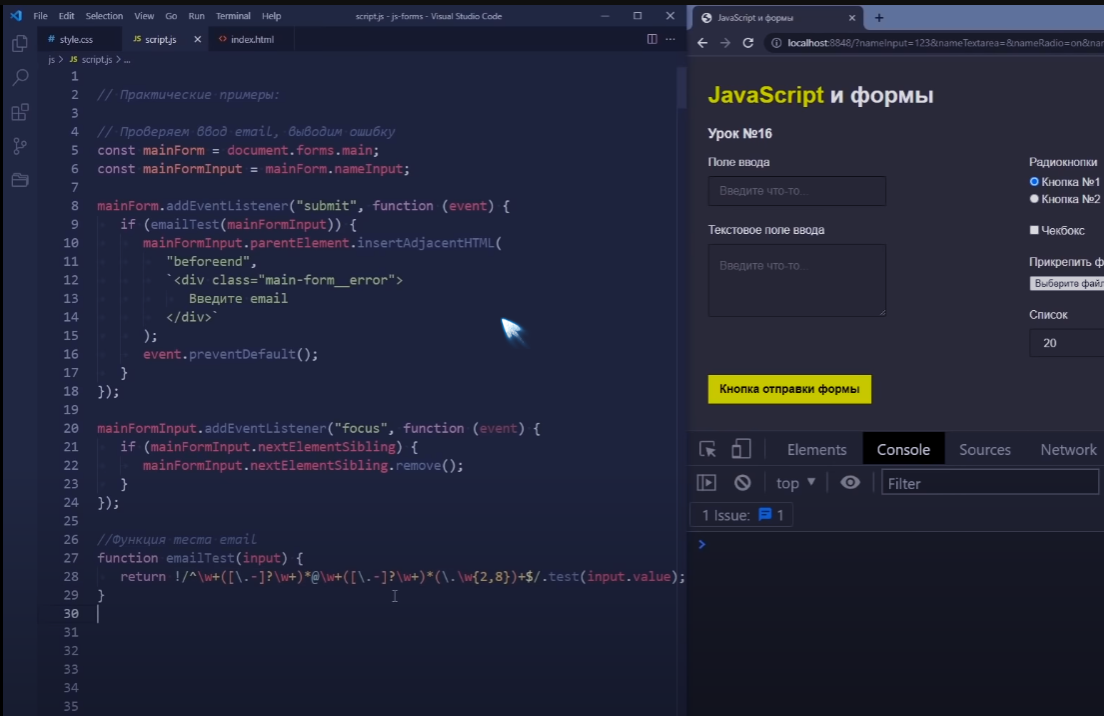 File Edit Selection View Go Run Terminal Help script.js - js-forms - Visual Studio Code
# style.css JS script.js index.html
js > JS script.js > ...
1
2 // Практические примеры:
3
4 // Проверяем ввод email, выводим ошибку
5 const mainForm = document.forms.main;
6 const mainFormInput = mainForm.nameInput;
7
8 mainForm.addEventListener("submit", function (event) {
9 if (emailTest(mainFormInput)) {
10 mainFormInput.parentElement.insertAdjacentHTML(
11 "beforeend",
12 `<div class="main-form__error">
13 Введите email
14 </div>`
15 );
16 event.preventDefault();
17 }
18 });
19
20 mainFormInput.addEventListener("focus", function (event) {
21 if (mainFormInput.nextElementSibling) {
22 mainFormInput.nextElementSibling.remove();
23 }
24 });
25
26 //Функция теста email
27 function emailTest(input) {
28 return !/^\w+([\.-]?\w+)*@\w+([\.-]?\w+)*(\.\w{2,8})+$/.test(input.value);
29 }
30
31
32
33
34
35
JavaScript и формы
localhost:8848/?nameInput=123&nameTextarea=&nameRadio=on&nan
JavaScript и формы
Урок №16
Поле ввода
Введите что-то...
Текстовое поле ввода
Введите что-то...
Кнопка отправки формы
Радиокнопки
Кнопка №1
Кнопка №2
Чекбокс
Прикрепить ф
Выберите файл
Список
20
Elements Console Sources Network
top Filter
1 Issue: 1